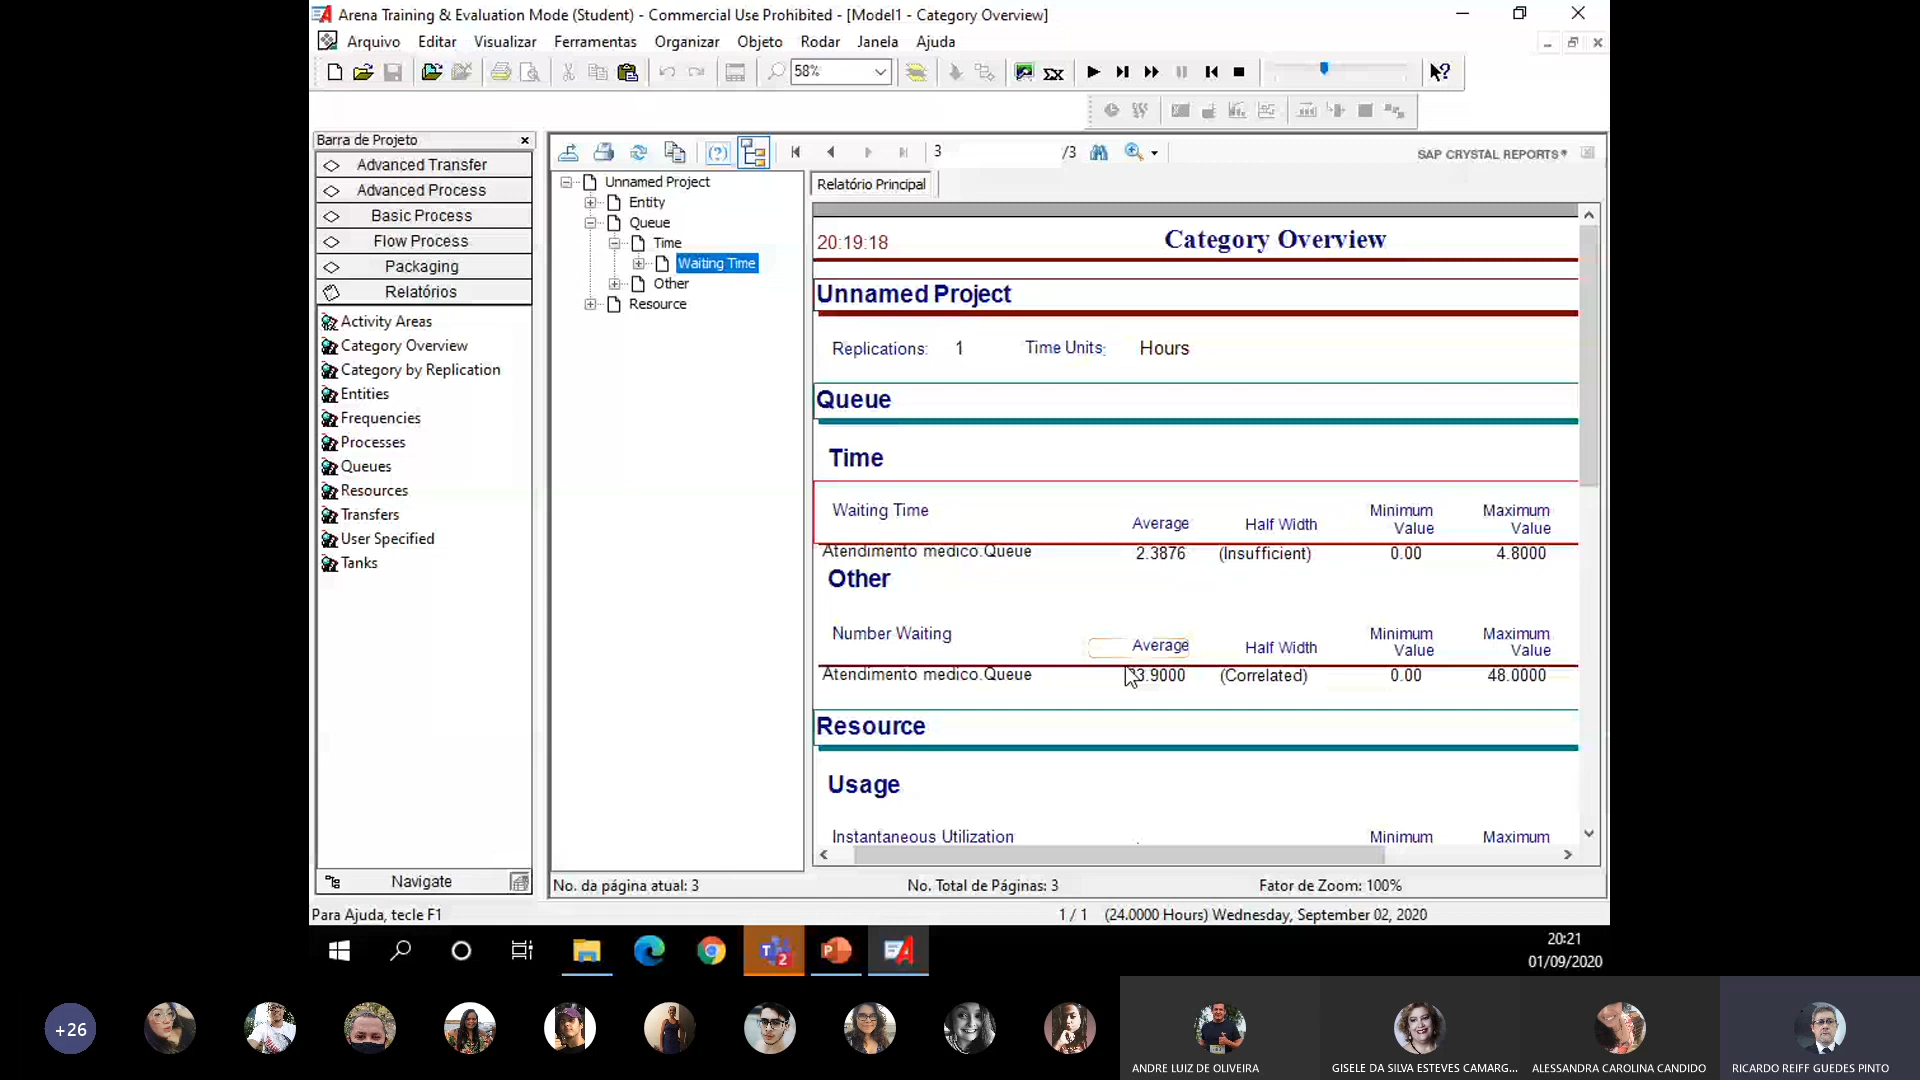 Arena Training & Evaluation Mode (Student) - Commercial Use Prohibited - [Model1 - Category Overview]
Arquivo Editar Visualizar Ferramentas Organizar Objeto Rodar Janela Ajuda
58%
Barra de Projeto
Advanced Transfer
Advanced Process
Basic Process
Flow Process
Packaging
Relatórios
Activity Areas
Category Overview
Category by Replication
Entities
Frequencies
Processes
Queues
Resources
Transfers
User Specified
Tanks
Navigate
3 /3
SAP CRYSTAL REPORTS®
Unnamed Project
Entity
Queue
Time
Waiting Time
Other
Resource
Relatório Principal
20:19:18 Category Overview
Unnamed Project
Replications: 1 Time Units: Hours
Queue
Time
Waiting Time Average Half Width Minimum Value Maximum Value
Atendimento medico.Queue 2.3876 (Insufficient) 0.00 4.8000
Other
Number Waiting Average Half Width Minimum Value Maximum Value
Atendimento medico.Queue 3.9000 (Correlated) 0.00 48.0000
Resource
Usage
Instantaneous Utilization Minimum Maximum
No. da página atual: 3 No. Total de Páginas: 3 Fator de Zoom: 100%
Para Ajuda, tecle F1 1 / 1 (24.0000 Hours) Wednesday, September 02, 2020
20:21
01/09/2020
+26
ANDRE LUIZ DE OLIVEIRA
GISELE DA SILVA ESTEVES CAMARG...
ALESSANDRA CAROLINA CANDIDO
RICARDO REIFF GUEDES PINTO